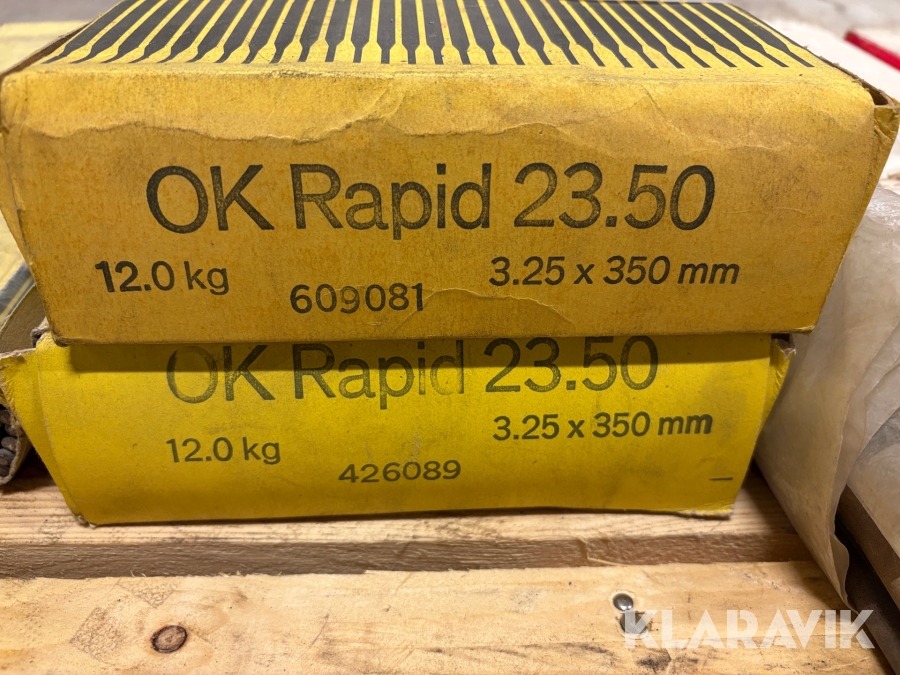 OK Rapid 23.50
12.0 kg
609081
3.25 x 350 mm
OK Rapid 23.50
12.0 kg
426089
3.25 x 350 mm
KLARAVIK